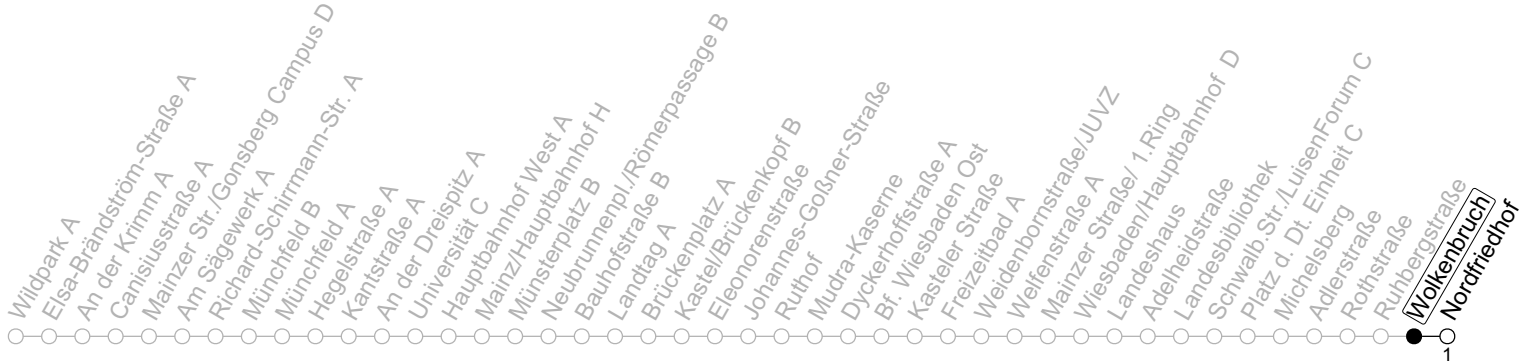 Wildpark A
Elsa-Brändström-Straße A
An der Krimm A
Canisiusstraße A
Mainzer Str./Gonsberg Campus D
Am Sägewerk A
Richard-Schirrmann-Str. A
Münchfeld B
Münchfeld A
Hegelstraße A
Kantstraße A
An der Dreispitz A
Universität C
Hauptbahnhof West A
Mainz/Hauptbahnhof H
Münsterplatz B
Neubrunnenpl./Römerpassage B
Bauhofstraße B
Landtag A
Brückenplatz A
Kastel/Brückenkopf B
Eleonorenstraße
Johannes-Goßner-Straße
Ruthof
Mudra-Kaserne
Dyckerhoffstraße A
Bf. Wiesbaden Ost
Kasteler Straße
Freizeitbad A
Weidenbornstraße/JUVZ
Welfenstraße A
Mainzer Straße/ 1.Ring
Wiesbaden/Hauptbahnhof D
Landeshaus
Adelheidstraße
Landesbibliothek
Schwalb.Str./LuisenForum C
Platz d. Dt. Einheit C
Michelsberg
Adlerstraße
Rothstraße
Ruhbergstraße
Wolkenbruch
Nordfriedhof
1